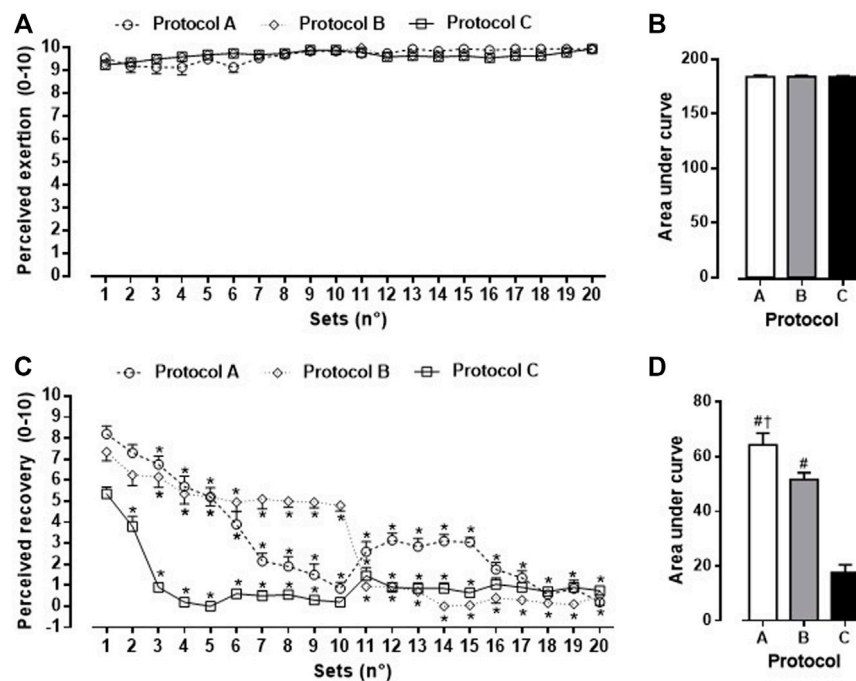 A
Protocol A Protocol B Protocol C
Perceived exertion (0-10)
10
9
8
7
6
5
4
3
2
1
0
1 2 3 4 5 6 7 8 9 10 11 12 13 14 15 16 17 18 19 20
Sets (n°)
B
Area under curve
200
150
100
50
0
A B C
Protocol
C
Protocol A Protocol B Protocol C
Perceived recovery (0-10)
10
9
8
7
6
5
4
3
2
1
0
-1
* * * * * * * * * * * * * * * * * *
1 2 3 4 5 6 7 8 9 10 11 12 13 14 15 16 17 18 19 20
Sets (n°)
D
Area under curve
80
60
40
20
0
#†
#
A B C
Protocol